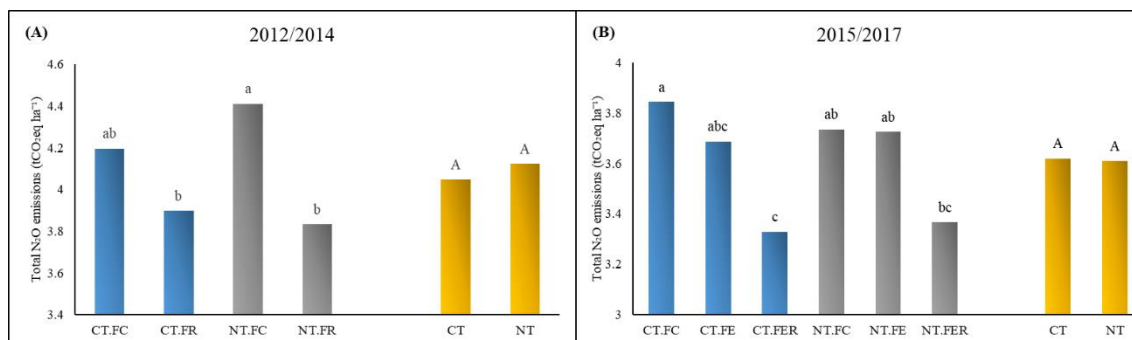 (A)
2012/2014
Total N₂O emissions (tCO₂eq ha⁻¹)
4.6
4.4
4.2
4
3.8
3.6
3.4
ab
b
a
b
A
A
CT.FC CT.FR NT.FC NT.FR CT NT
(B)
2015/2017
Total N₂O emissions (tCO₂eq ha⁻¹)
4
3.8
3.6
3.4
3.2
3
a
abc
c
ab
ab
bc
A
A
CT.FC CT.FE CT.FER NT.FC NT.FE NT.FER CT NT